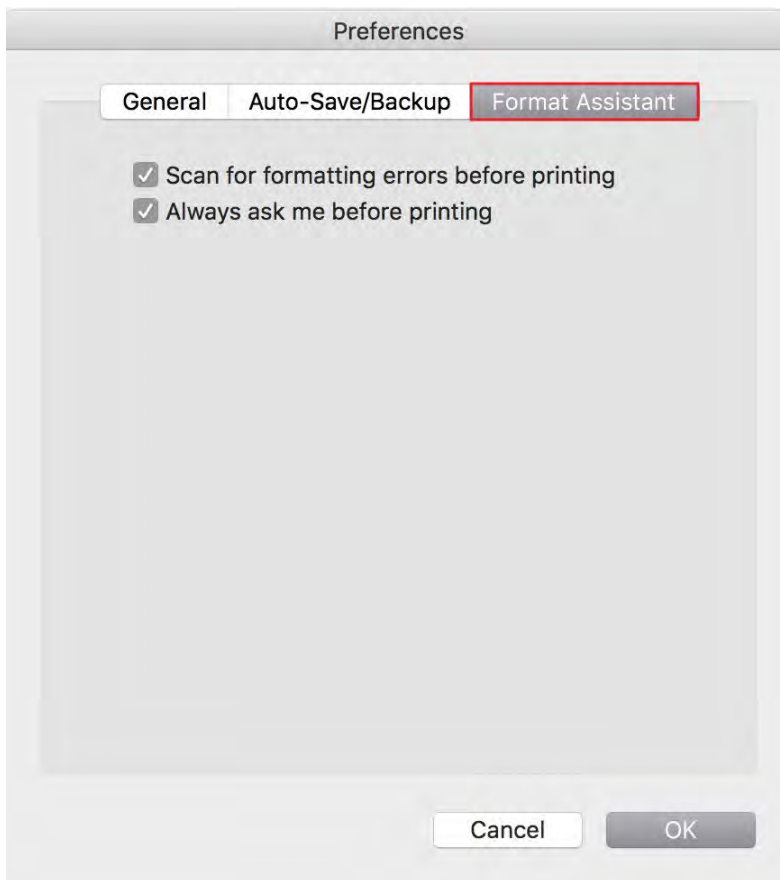 Preferences
General Auto-Save/Backup Format Assistant
Scan for formatting errors before printing
Always ask me before printing
Cancel OK